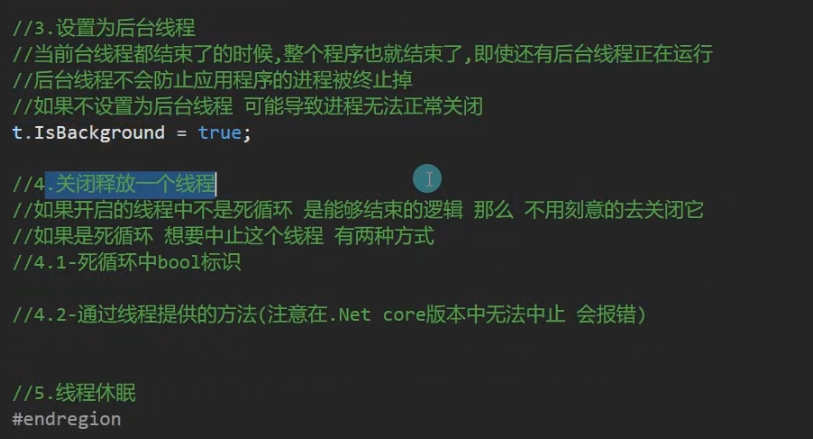 //3.设置为后台线程
//当前台线程都结束了的时候,整个程序也就结束了,即使还有后台线程正在运行
//后台线程不会防止应用程序的进程被终止掉
//如果不设置为后台线程 可能导致进程无法正常关闭
t.IsBackground = true;
//4.关闭释放一个线程
//如果开启的线程中不是死循环 是能够结束的逻辑 那么 不用刻意的去关闭它
//如果是死循环 想要中止这个线程 有两种方式
//4.1-死循环中bool标识
//4.2-通过线程提供的方法(注意在.Net core版本中无法中止 会报错)
//5.线程休眠
#endregion